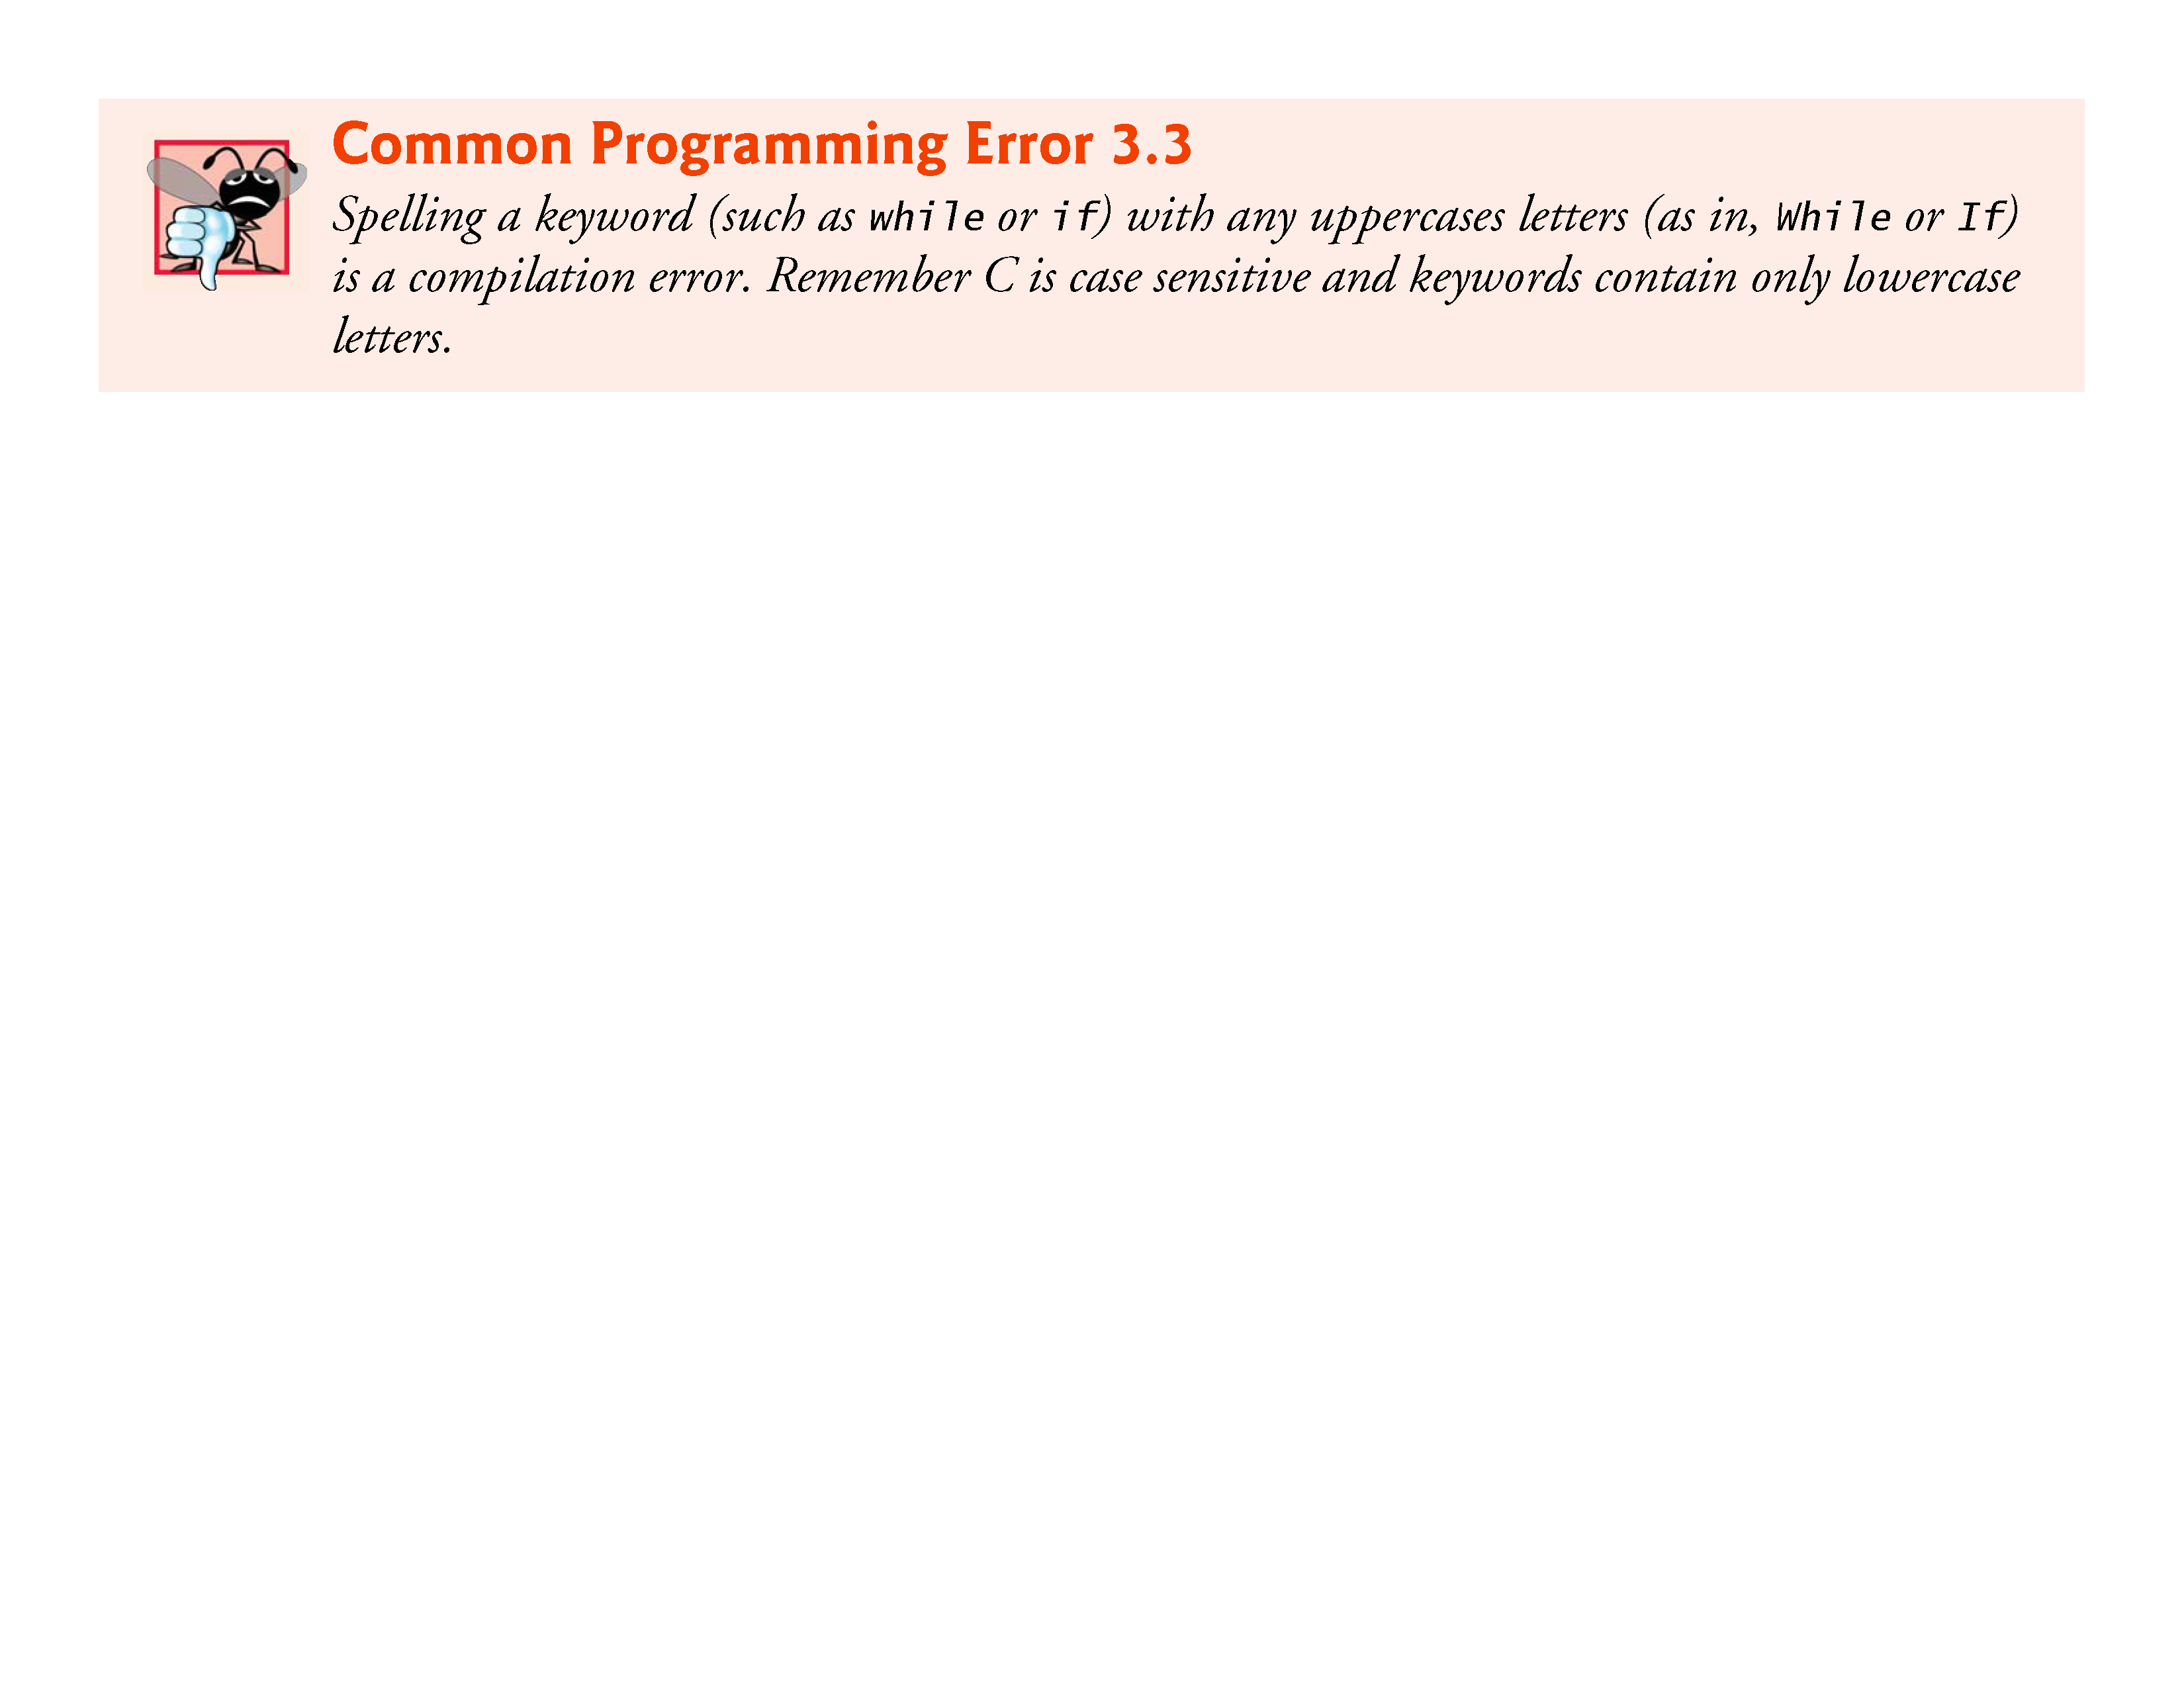 Common Programming Error 3.3
Spelling a keyword (such as while or if) with any uppercases letters (as in, While or If)
is a compilation error. Remember C is case sensitive and keywords contain only lowercase
letters.